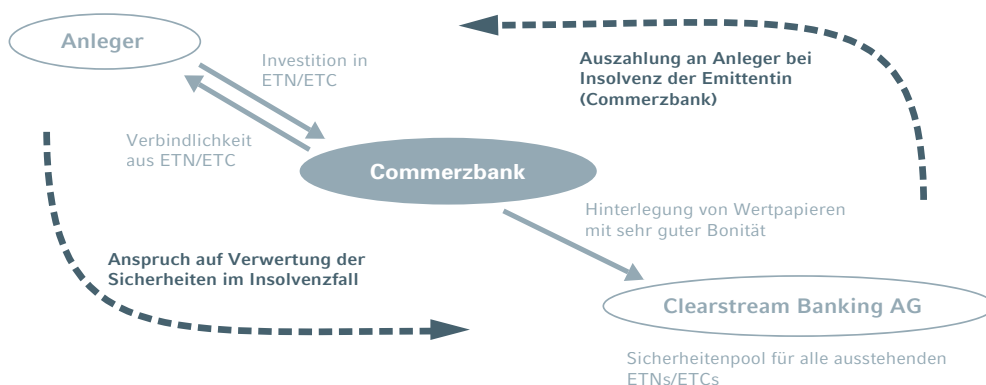 Anleger
Investition in
ETN/ETC
Auszahlung an Anleger bei
Insolvenz der Emittentin
(Commerzbank)
Verbindlichkeit
aus ETN/ETC
Commerzbank
Hinterlegung von Wertpapieren
mit sehr guter Bonität
Anspruch auf Verwertung der
Sicherheiten im Insolvenzfall
Clearstream Banking AG
Sicherheitenpool für alle ausstehenden
ETNs/ETCs